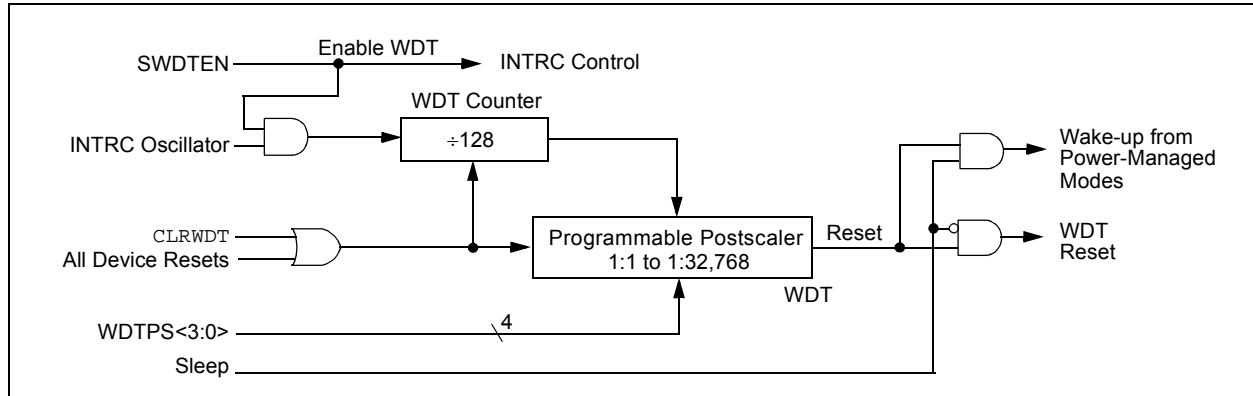 Enable WDT
SWDTEN
INTRC Control
WDT Counter
INTRC Oscillator
÷128
Wake-up from
Power-Managed
Modes
CLRWDT
All Device Resets
Programmable Postscaler
1:1 to 1:32,768
Reset
WDT
Reset
WDT
WDTPS<3:0>
4
Sleep